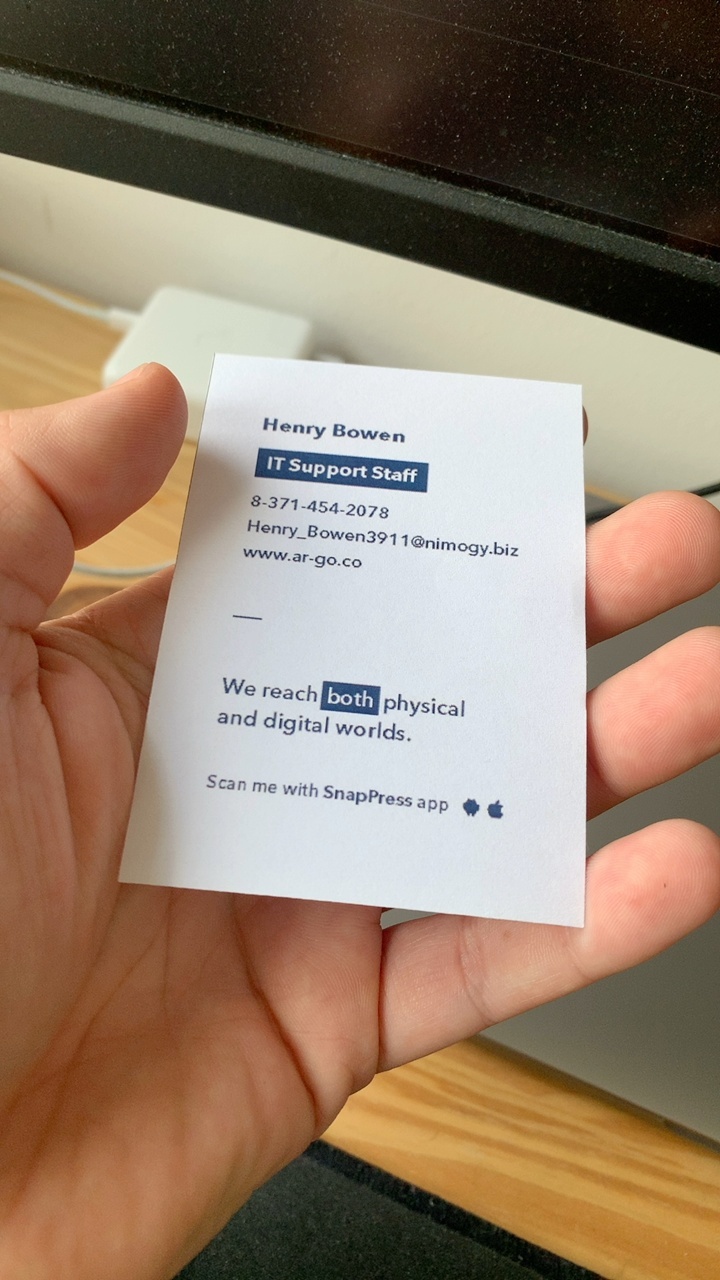 Henry Bowen
IT Support Staff
8-371-454-2078
Henry_Bowen3911@nimogy.biz
www.ar-go.co
We reach both physical
and digital worlds.
Scan me with SnapPress app